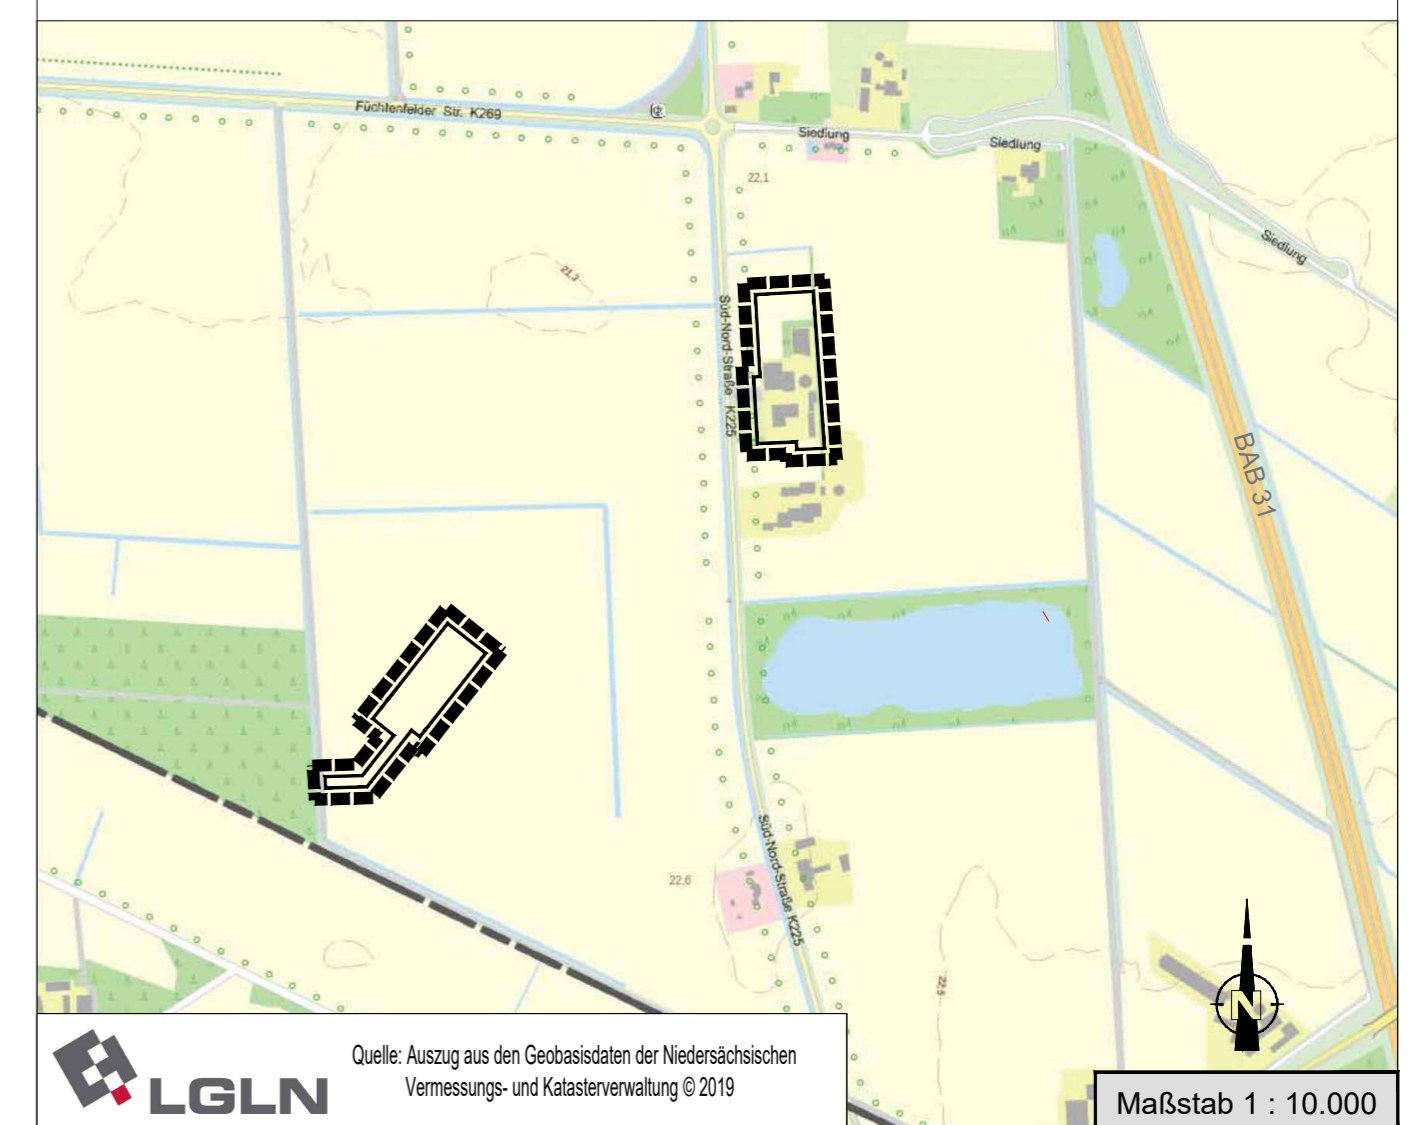 Füchtenfelder Str. K269
Siedlung
Siedlung
22,1
Siedlung
21,3
Süd-Nord-Straße K225
BAB 31
Süd-Nord-Straße K225
22,6
22,5
N
LGLN
Quelle: Auszug aus den Geobasisdaten der Niedersächsischen
Vermessungs- und Katasterverwaltung © 2019
Maßstab 1 : 10.000